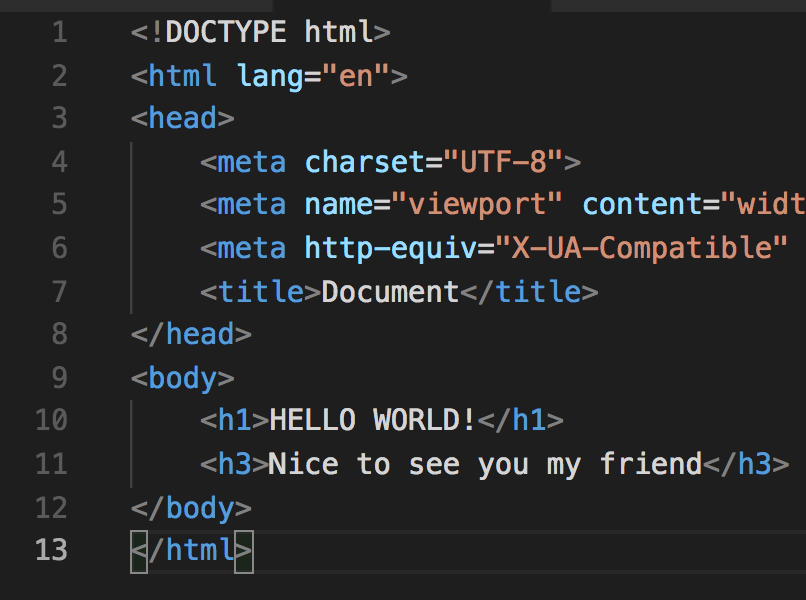 1 <!DOCTYPE html>
2 <html lang="en">
3 <head>
4 <meta charset="UTF-8">
5 <meta name="viewport" content="widt
6 <meta http-equiv="X-UA-Compatible"
7 <title>Document</title>
8 </head>
9 <body>
10 <h1>HELLO WORLD!</h1>
11 <h3>Nice to see you my friend</h3>
12 </body>
13 </html>